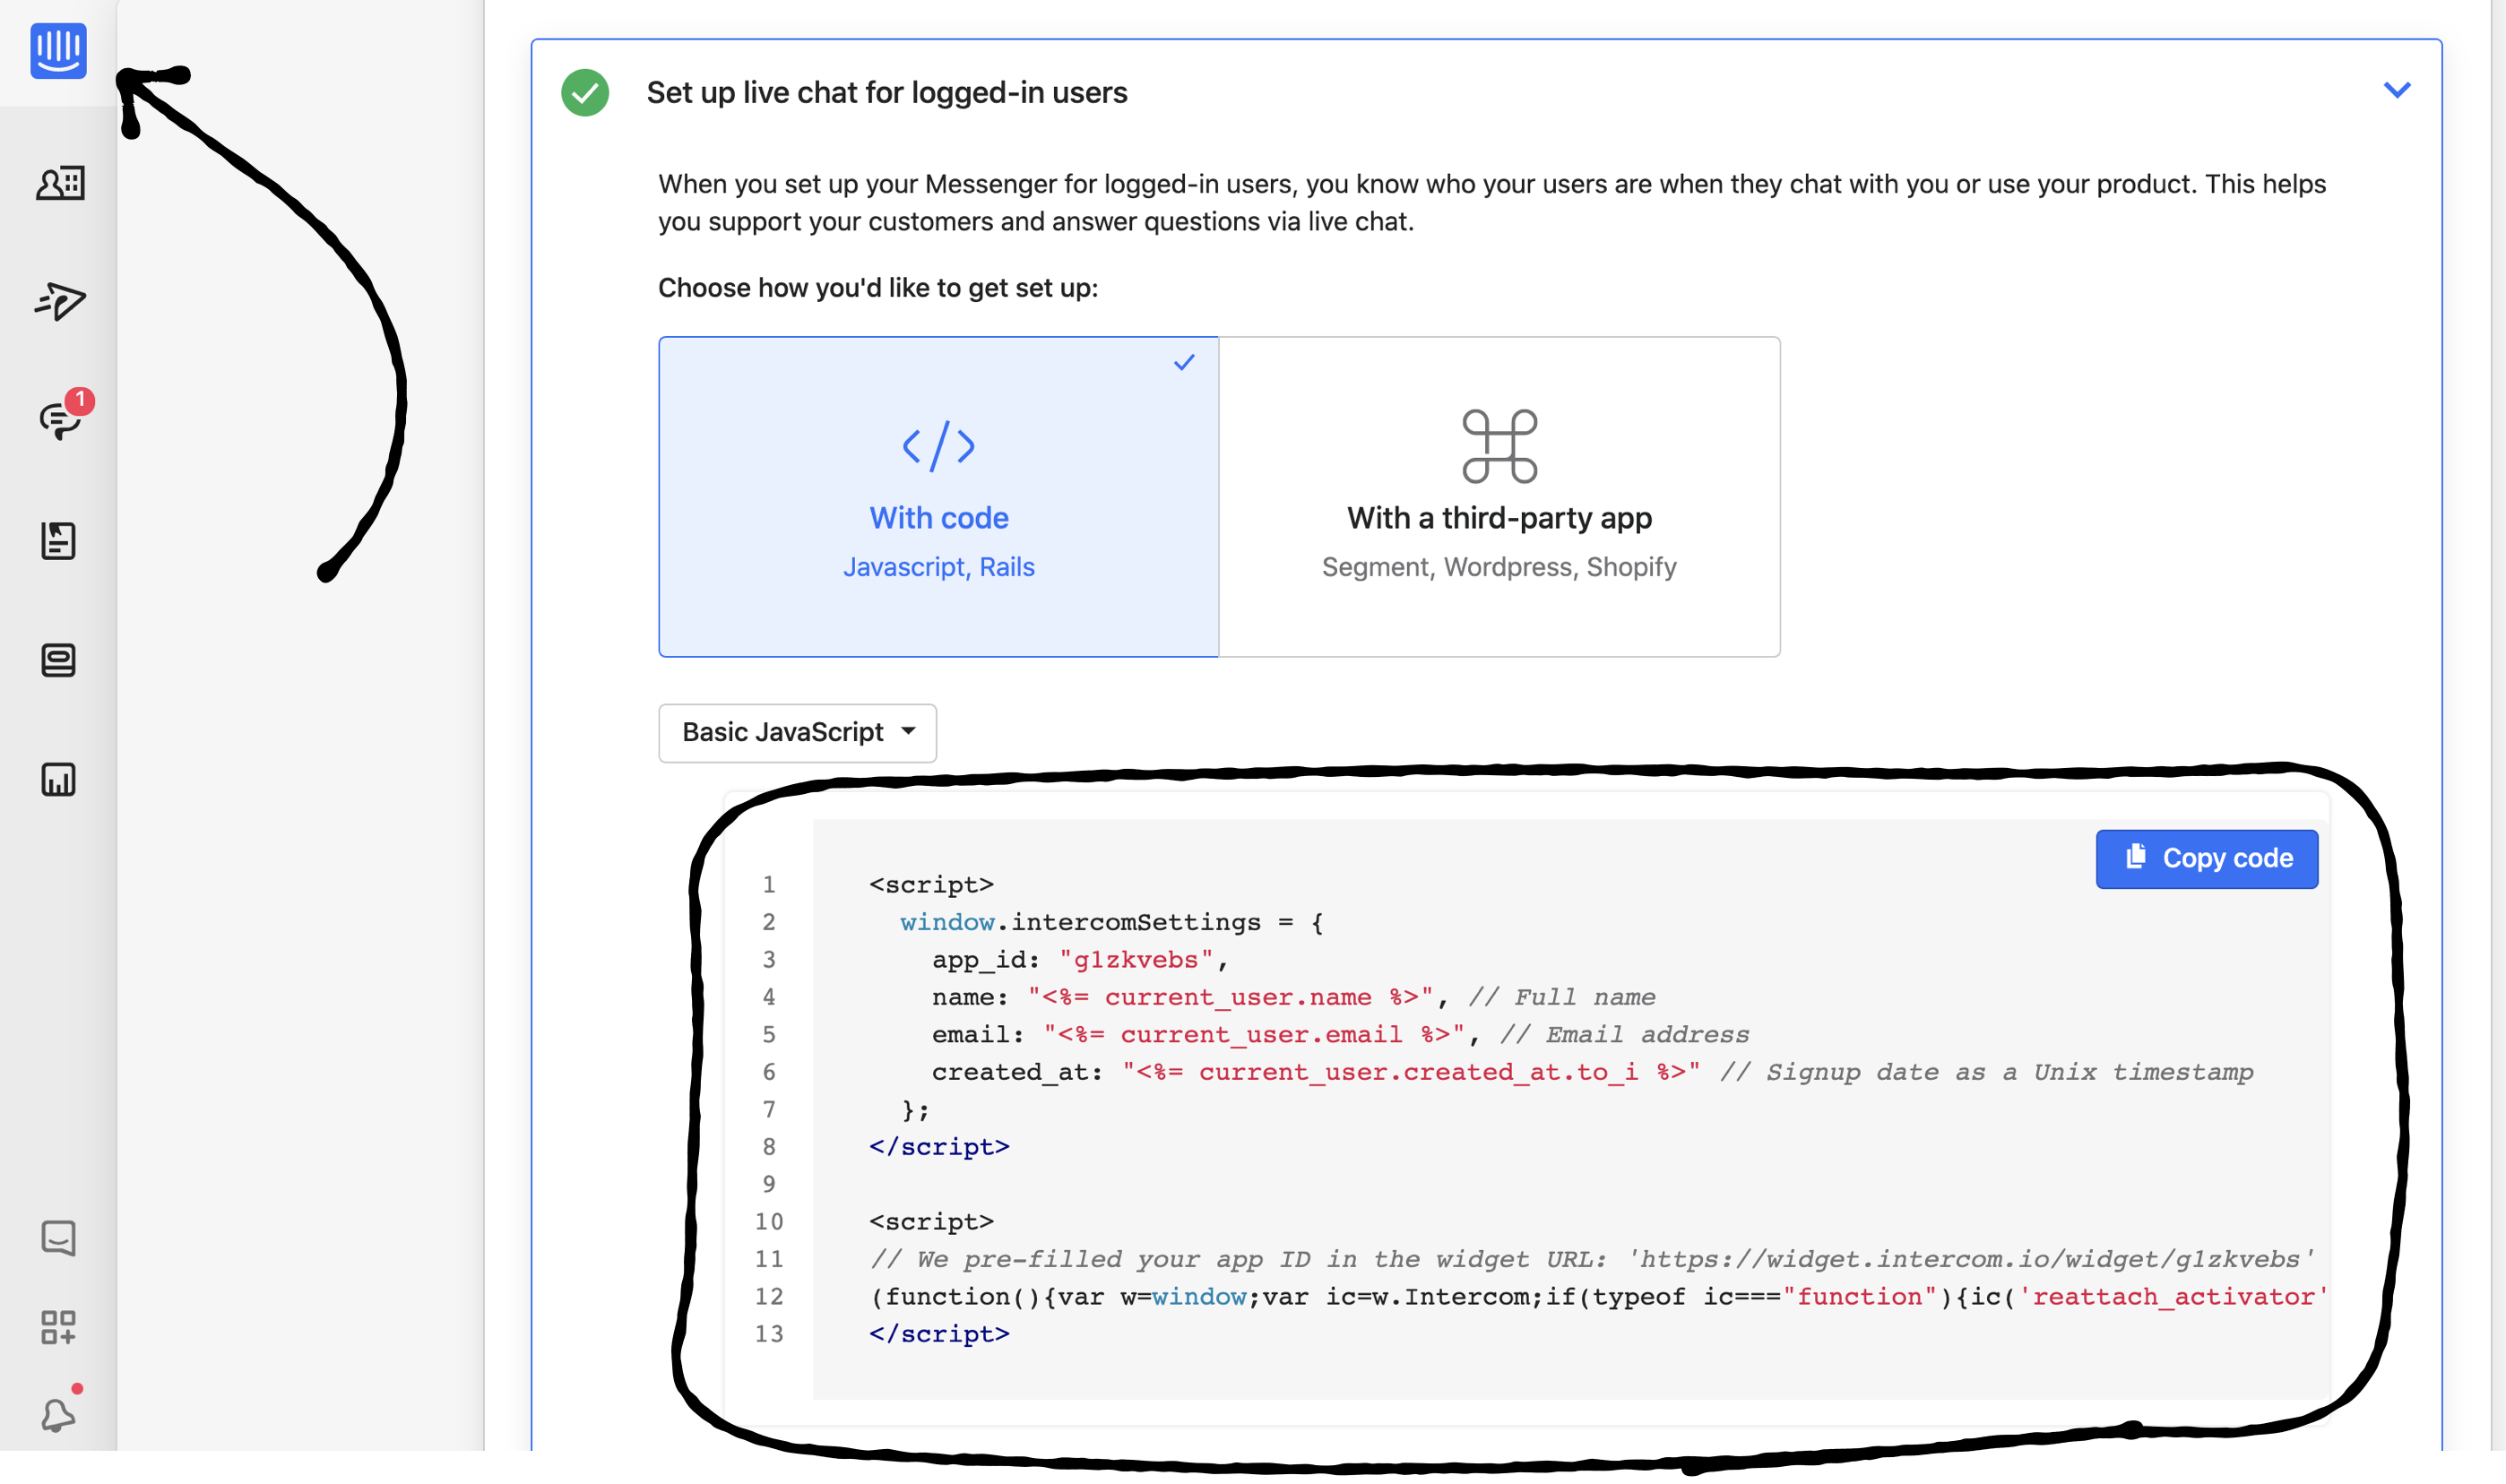 Set up live chat for logged-in users
When you set up your Messenger for logged-in users, you know who your users are when they chat with you or use your product. This helps
you support your customers and answer questions via live chat.
Choose how you'd like to get set up:
With code
Javascript, Rails
With a third-party app
Segment, Wordpress, Shopify
1
Basic JavaScript
Copy code
1 <script>
2 window.intercomSettings = {
3 app_id: "g1zkvebs",
4 name: "<%= current_user.name %>", // Full name
5 email: "<%= current_user.email %>", // Email address
6 created_at: "<%= current_user.created_at.to_i %>" // Signup date as a Unix timestamp
7 };
8 </script>
9
10 <script>
11 // We pre-filled your app ID in the widget URL: 'https://widget.intercom.io/widget/g1zkvebs'
12 (function(){var w=window;var ic=w.Intercom;if(typeof ic==="function"){ic('reattach_activator'
13 </script>